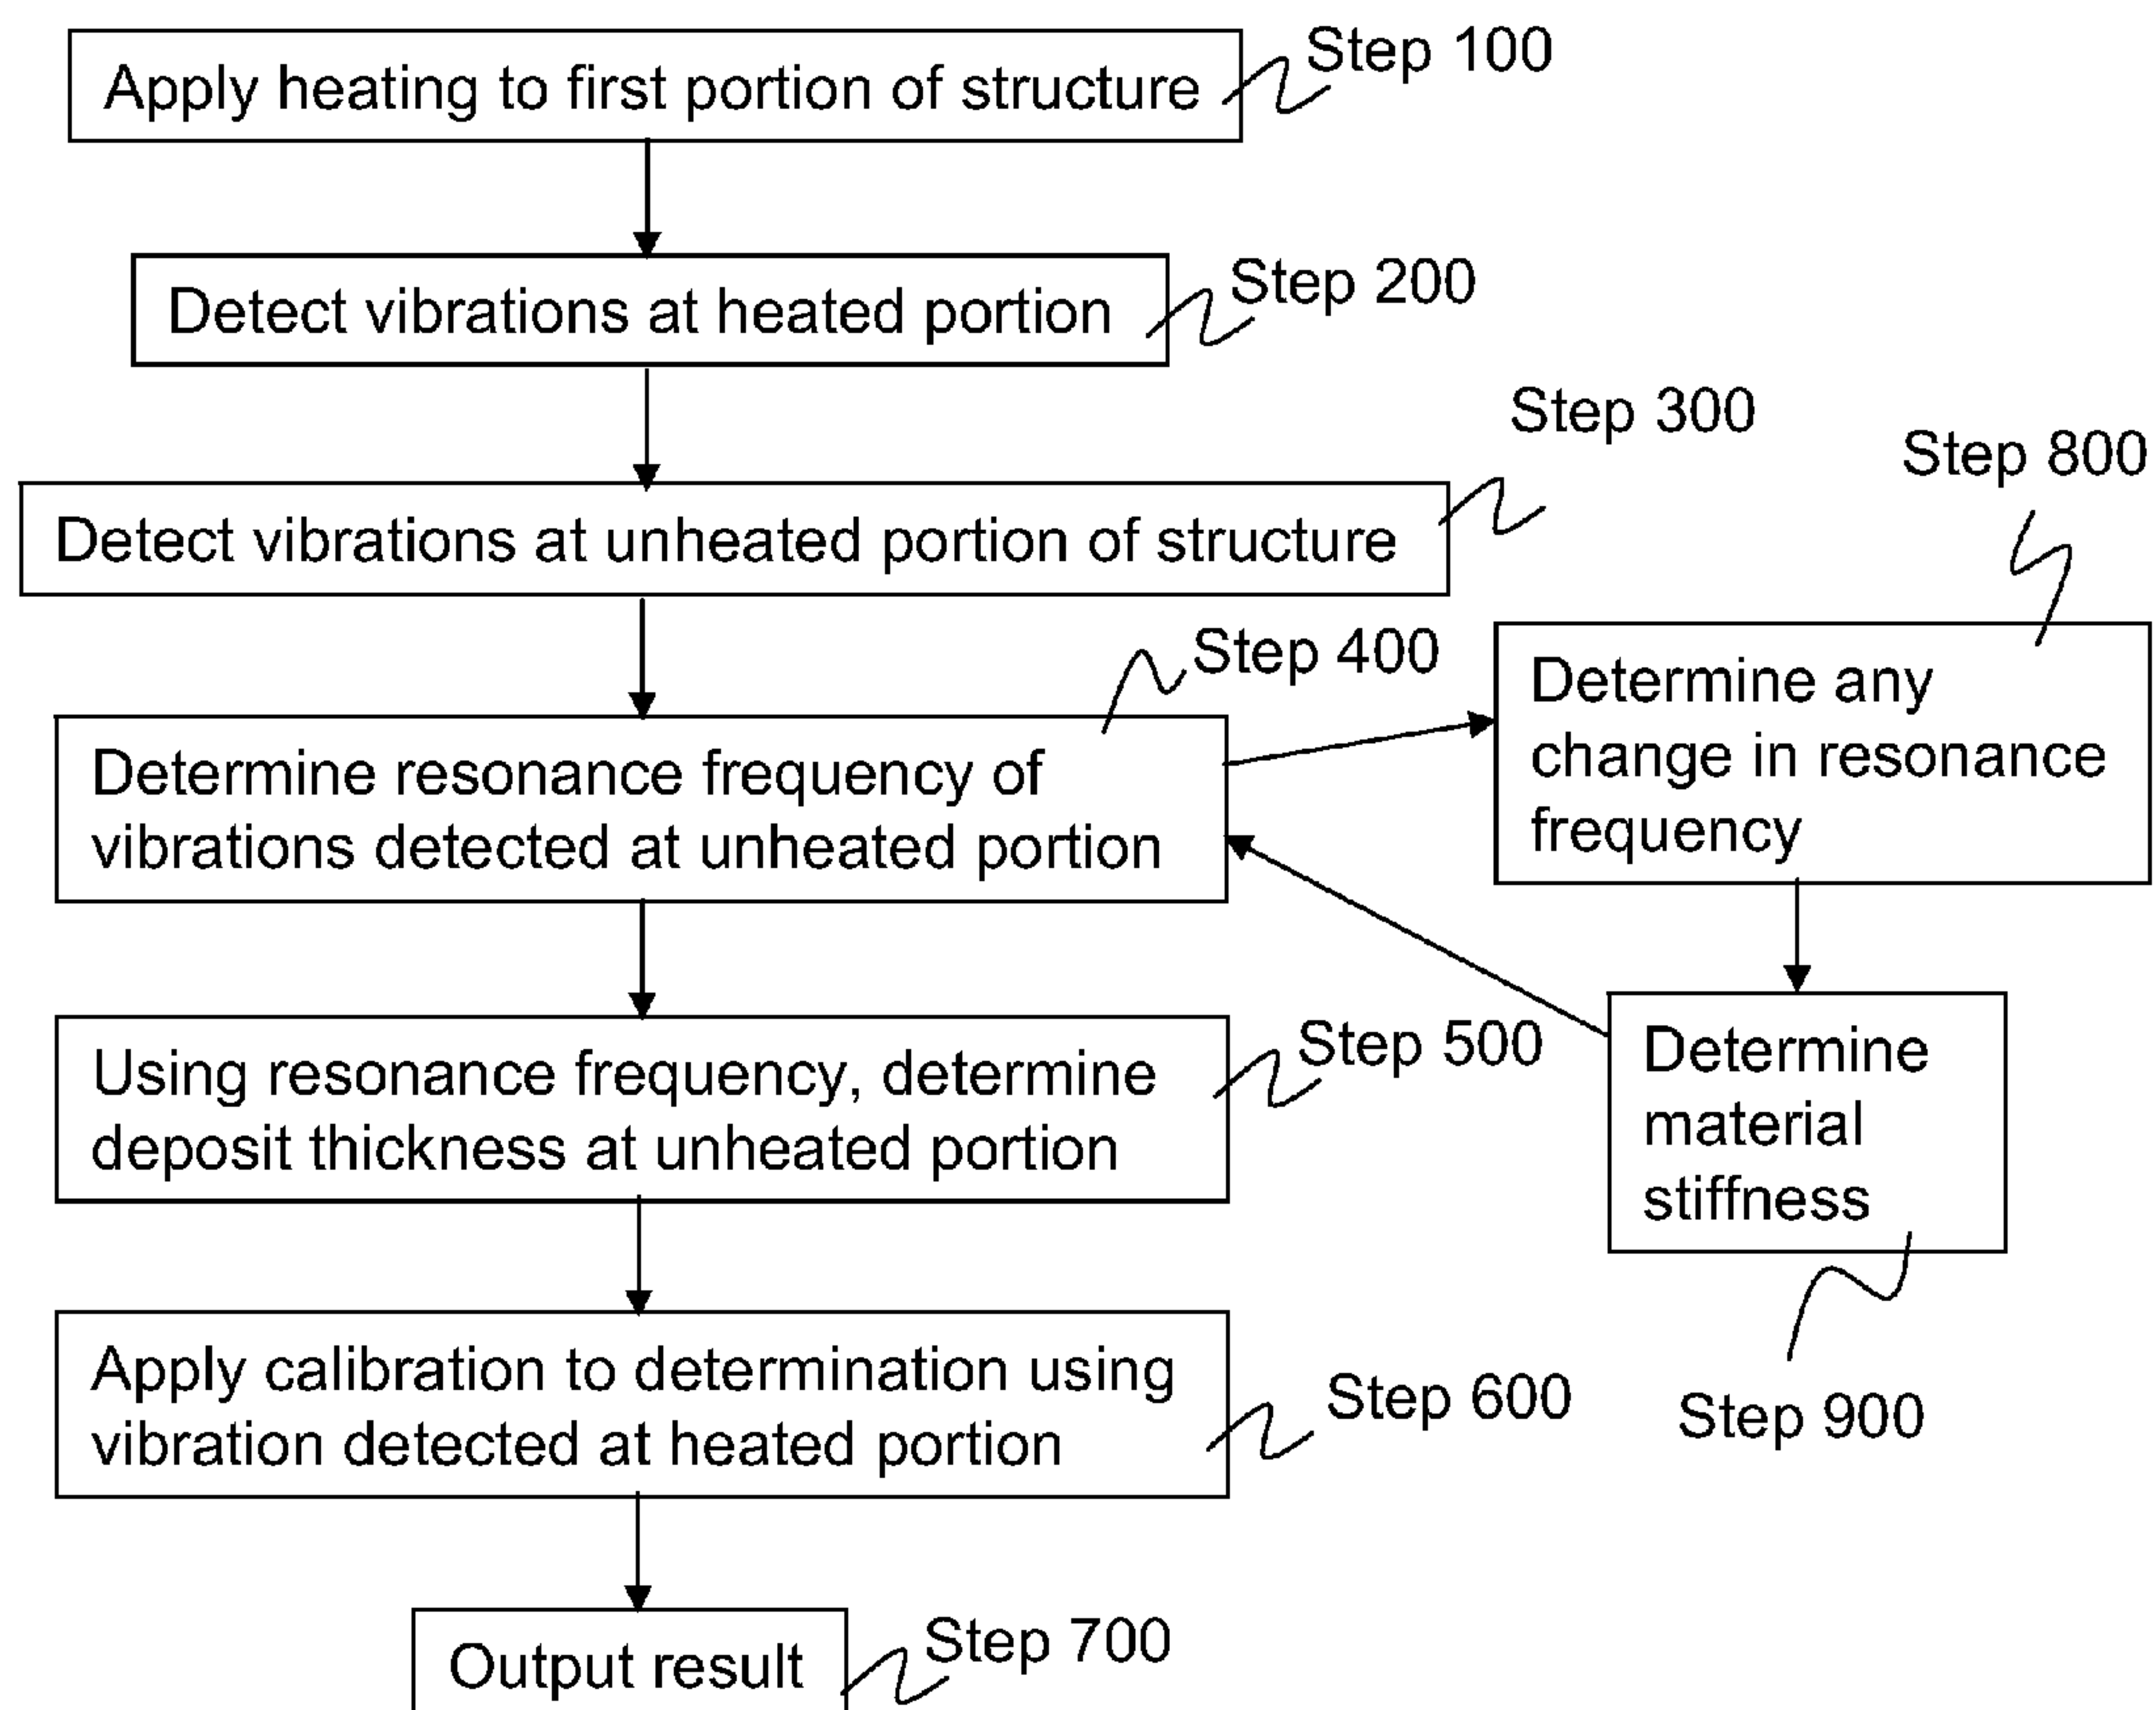 Apply heating to first portion of structure
Step 100
Detect vibrations at heated portion
Step 200
Detect vibrations at unheated portion of structure
Step 300
Determine resonance frequency of
vibrations detected at unheated portion
Step 400
Determine any
change in resonance
frequency
Step 800
Determine
material
stiffness
Step 900
Using resonance frequency, determine
deposit thickness at unheated portion
Step 500
Apply calibration to determination using
vibration detected at heated portion
Step 600
Output result
Step 700